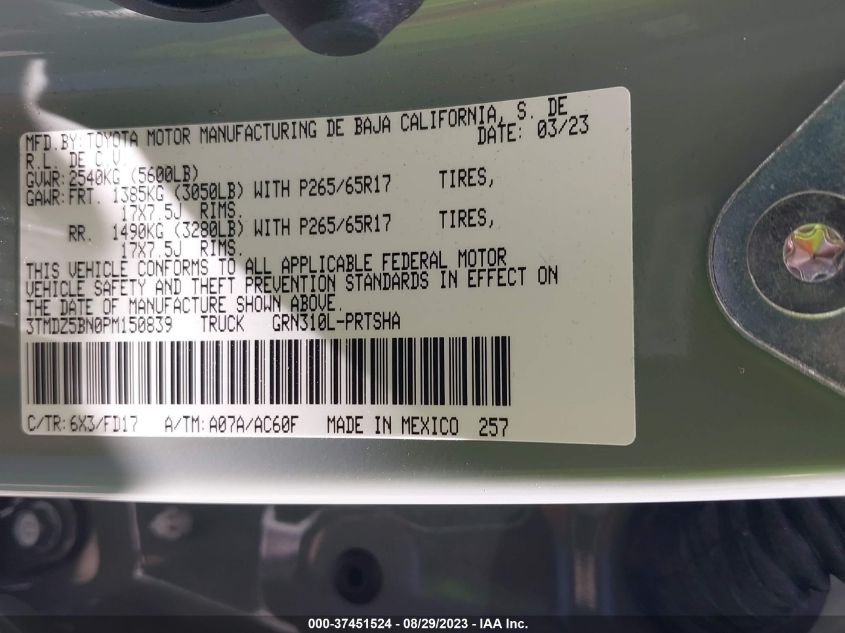 MFD.BY:TOYOTA MOTOR MANUFACTURING DE BAJA CALIFORNIA, S. DE
R.L. DE C.V. DATE: 03/23
GVWR:2540KG (5600LB)
GAWR:FRT. 1385KG (3050LB) WITH P265/65R17 TIRES,
17X7.5J RIMS.
RR. 1490KG (3280LB) WITH P265/65R17 TIRES,
17X7.5J RIMS.
THIS VEHICLE CONFORMS TO ALL APPLICABLE FEDERAL MOTOR
VEHICLE SAFETY AND THEFT PREVENTION STANDARDS IN EFFECT ON
THE DATE OF MANUFACTURE SHOWN ABOVE.
3TMDZ5BN0PM150839 TRUCK GRN310L-PRTSHA
C/TR:6X3/FD17 A/TM:A07A/AC60F MADE IN MEXICO 257
000-37451524 - 08/29/2023 - IAA Inc.